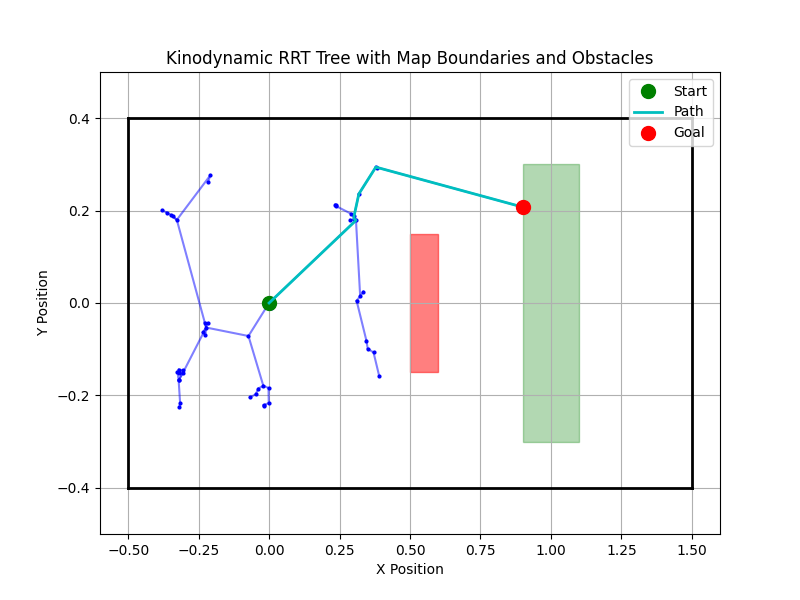 Kinodynamic RRT Tree with Map Boundaries and Obstacles
Start
Path
Goal
0.4
0.2
0.0
−0.2
−0.4
Y Position
−0.50
−0.25
0.00
0.25
0.50
0.75
1.00
1.25
1.50
X Position